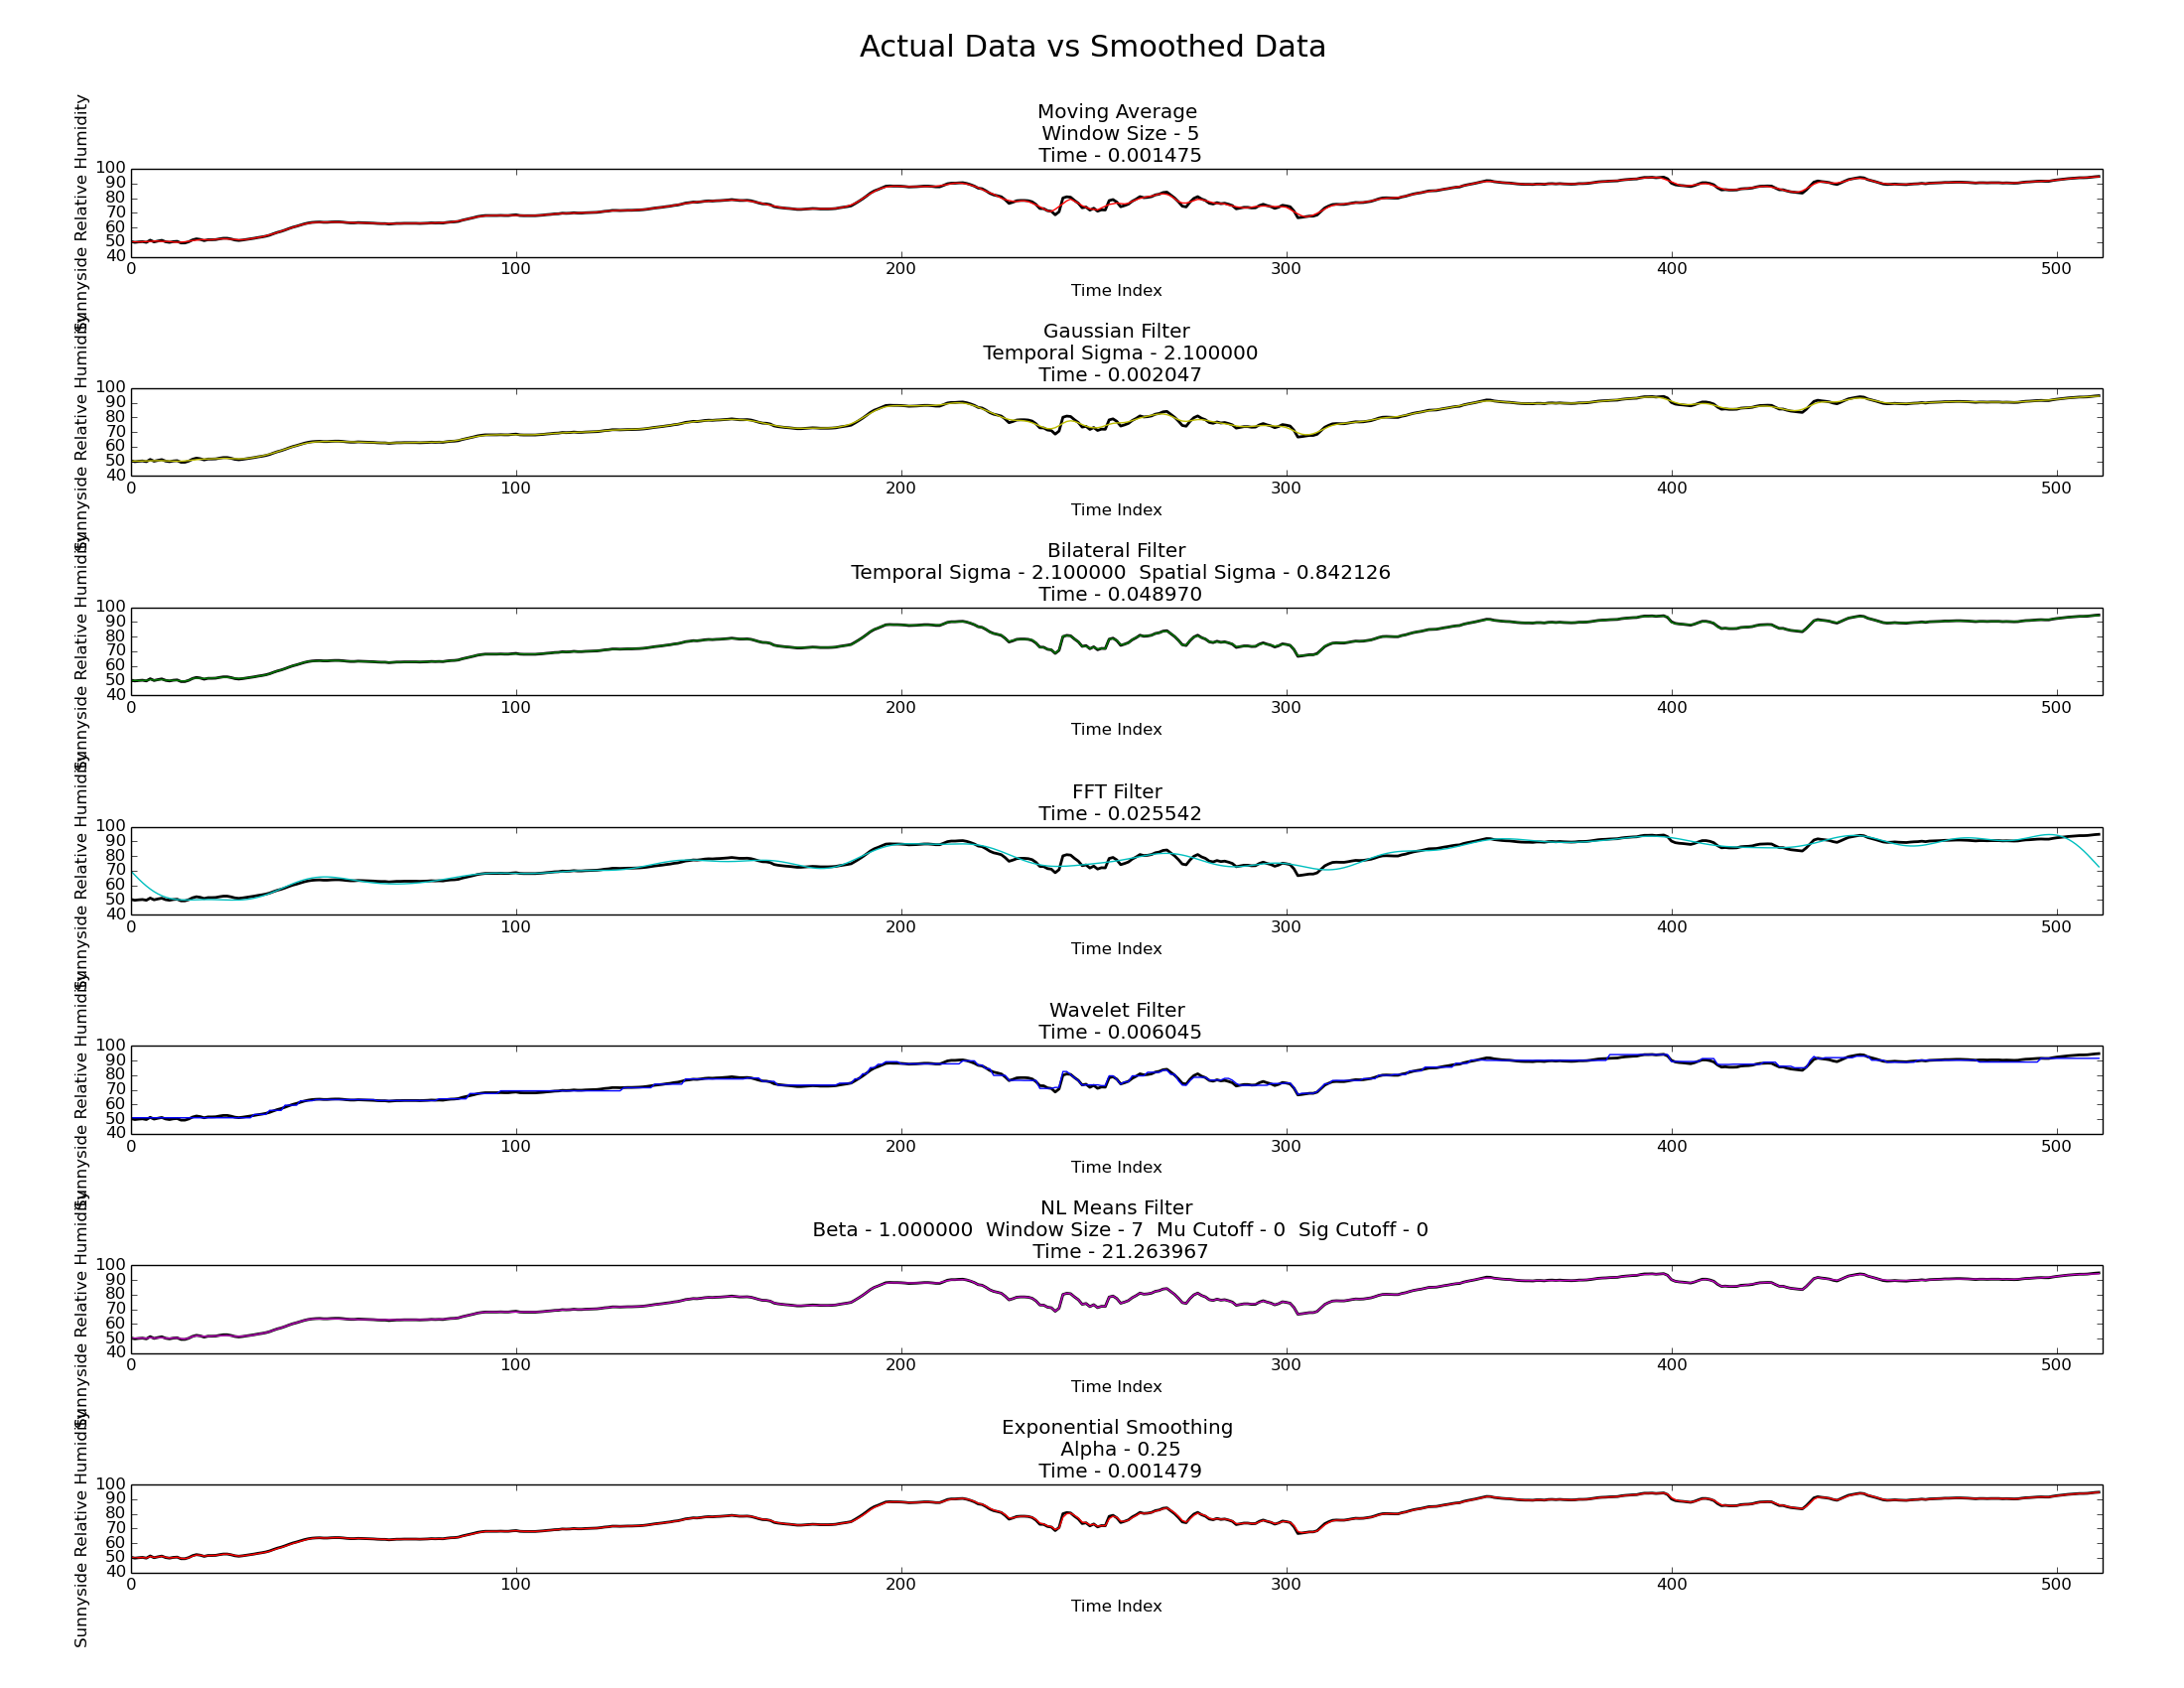 Actual Data vs Smoothed Data
Moving Average
Window Size - 5
Time - 0.001475
Sunnyside Relative Humidity
100
90
80
70
60
50
40
0 100 200 300 400 500
Time Index
Gaussian Filter
Temporal Sigma - 2.100000
Time - 0.002047
Sunnyside Relative Humidity
100
90
80
70
60
50
40
0 100 200 300 400 500
Time Index
Bilateral Filter
Temporal Sigma - 2.100000  Spatial Sigma - 0.842126
Time - 0.048970
Sunnyside Relative Humidity
100
90
80
70
60
50
40
0 100 200 300 400 500
Time Index
FFT Filter
Time - 0.025542
Sunnyside Relative Humidity
100
90
80
70
60
50
40
0 100 200 300 400 500
Time Index
Wavelet Filter
Time - 0.006045
Sunnyside Relative Humidity
100
90
80
70
60
50
40
0 100 200 300 400 500
Time Index
NL Means Filter
Beta - 1.000000  Window Size - 7  Mu Cutoff - 0  Sig Cutoff - 0
Time - 21.263967
Sunnyside Relative Humidity
100
90
80
70
60
50
40
0 100 200 300 400 500
Time Index
Exponential Smoothing
Alpha - 0.25
Time - 0.001479
Sunnyside Relative Humidity
100
90
80
70
60
50
40
0 100 200 300 400 500
Time Index